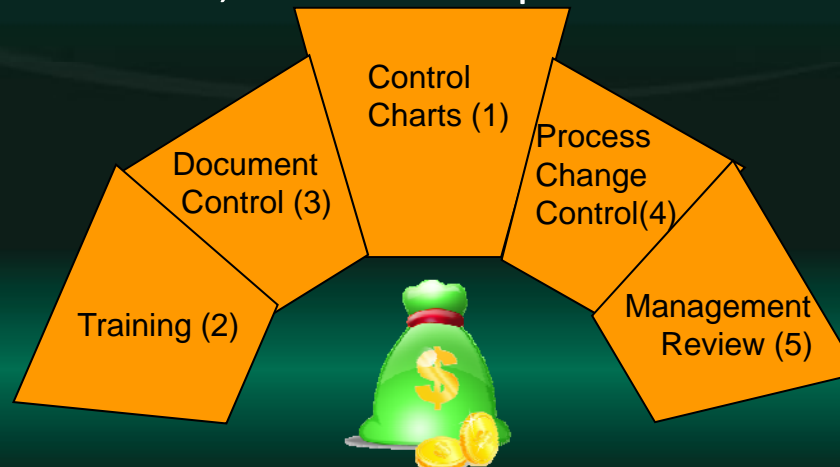 Control
Charts (1)
Document
Control (3)
Process
Change
Control(4)
Training (2)
Management
Review (5)
$